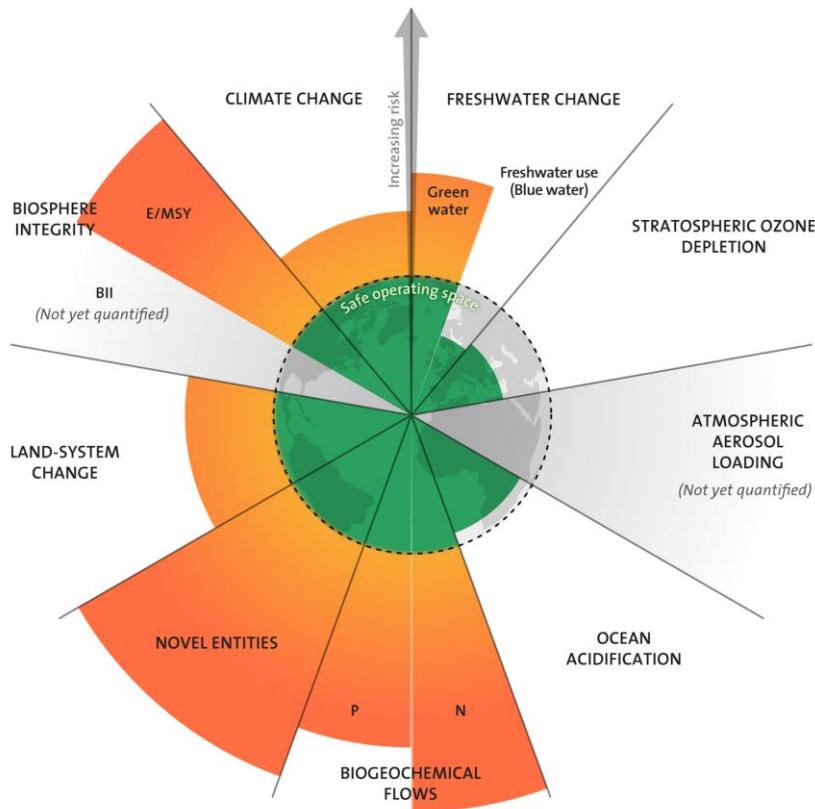 CLIMATE CHANGE
Increasing risk
FRESHWATER CHANGE
Green
water
Freshwater use
(Blue water)
STRATOSPHERIC OZONE
DEPLETION
BIOSPHERE
INTEGRITY
E/MSY
BII
(Not yet quantified)
Safe operating space
LAND-SYSTEM
CHANGE
ATMOSPHERIC
AEROSOL
LOADING
(Not yet quantified)
NOVEL ENTITIES
OCEAN
ACIDIFICATION
P
N
BIOGEOCHEMICAL
FLOWS